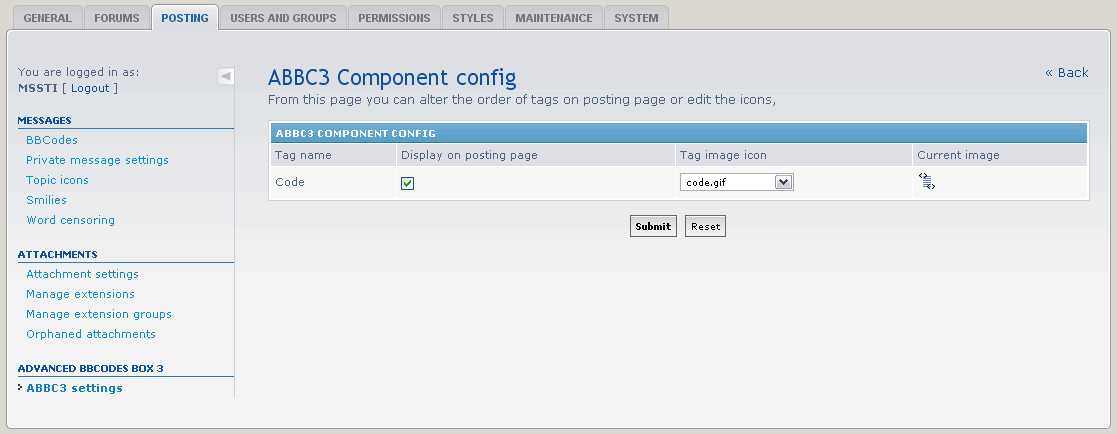 GENERAL FORUMS POSTING USERS AND GROUPS PERMISSIONS STYLES MAINTENANCE SYSTEM
You are logged in as:
MSSTI [ Logout ]
MESSAGES
BBCodes
Private message settings
Topic icons
Smilies
Word censoring
ATTACHMENTS
Attachment settings
Manage extensions
Manage extension groups
Orphaned attachments
ADVANCED BBCODES BOX 3
ABBC3 settings
« Back
ABBC3 Component config
From this page you can alter the order of tags on posting page or edit the icons,
ABBC3 COMPONENT CONFIG
Tag name Display on posting page Tag image icon Current image
Code code.gif
Submit Reset